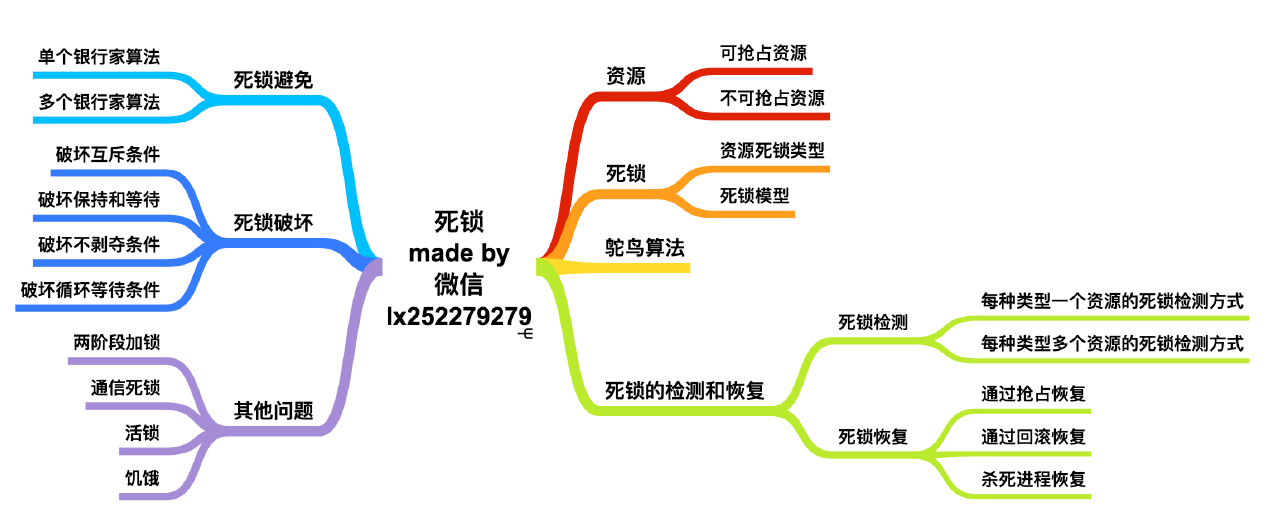 死锁
made by
微信
lx252279279
死锁避免
单个银行家算法
多个银行家算法
死锁破坏
破坏互斥条件
破坏保持和等待
破坏不剥夺条件
破坏循环等待条件
其他问题
两阶段加锁
通信死锁
活锁
饥饿
资源
可抢占资源
不可抢占资源
死锁
资源死锁类型
死锁模型
鸵鸟算法
死锁的检测和恢复
死锁检测
每种类型一个资源的死锁检测方式
每种类型多个资源的死锁检测方式
死锁恢复
通过抢占恢复
通过回滚恢复
杀死进程恢复